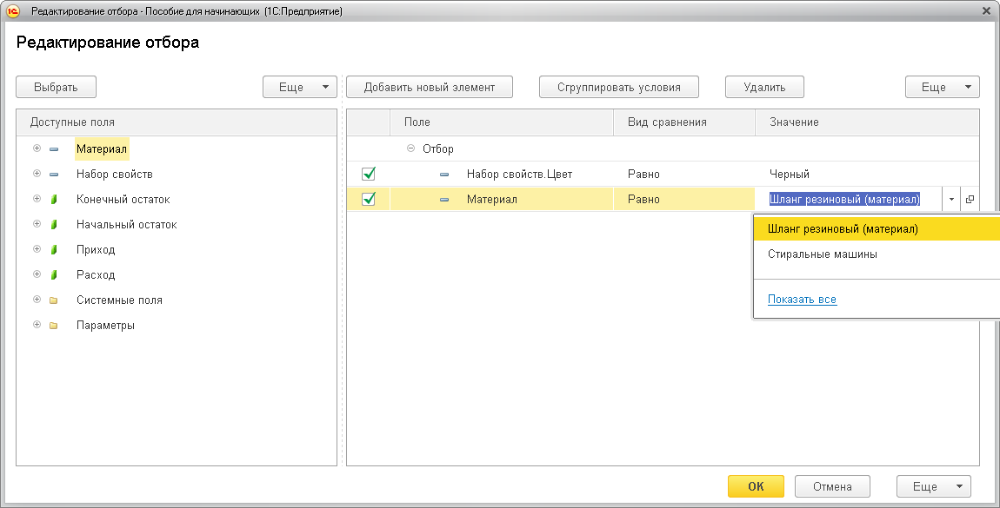 Редактирование отбора - Пособие для начинающих (1С:Предприятие)
Редактирование отбора
Выбрать
Еще
Добавить новый элемент
Сгруппировать условия
Удалить
Еще
Доступные поля
Материал
Набор свойств
Конечный остаток
Начальный остаток
Приход
Расход
Системные поля
Параметры
Поле Вид сравнения Значение
Отбор
Набор свойств.Цвет Равно Черный
Материал Равно Шланг резиновый (материал)
Шланг резиновый (материал)
Стиральные машины
Показать все
ОК
Отмена
Еще